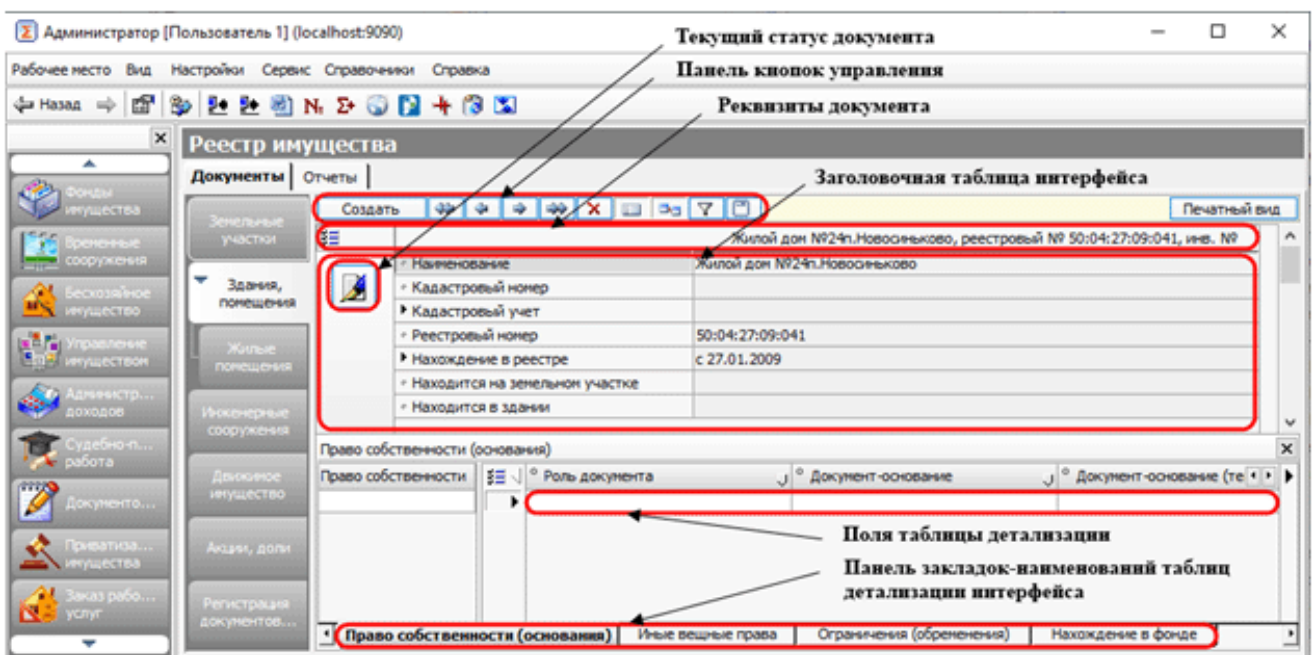 Администратор [Пользователь 1] (localhost:9090)
Текущий статус документа
Рабочее место Вид Настройки Сервис Справочники Справка
Панель кнопок управления
Назад
Реквизиты документа
Реестр имущества
Документы Отчеты
Заголовочная таблица интерфейса
Создать Печатный вид
Жилой дом №24п.Новосиньково, реестровый № 50:04:27:09:041, инв. №
Наименование Жилой дом №24п.Новосиньково
Кадастровый номер
Кадастровый учет
Реестровый номер 50:04:27:09:041
Нахождение в реестре с 27.01.2009
Находится на земельном участке
Находится в здании
Фонды
имущества
Временные
сооружения
Бесхозяйное
имущество
Управление
имуществом
Администр...
доходов
Судебно-п...
работа
Документо...
Приватиза...
имущества
Заказ рабо...
услуг
Земельные
участки
Здания,
помещения
Жилые
помещения
Инженерные
сооружения
Движимое
имущество
Акции, доли
Регистрация
документов...
Право собственности (основания)
Право собственности Роль документа Документ-основание Документ-основание (те
Поля таблицы детализации
Панель закладок-наименований таблиц
детализации интерфейса
Право собственности (основания) Иные вещные права Ограничения (обременения) Нахождение в фонде